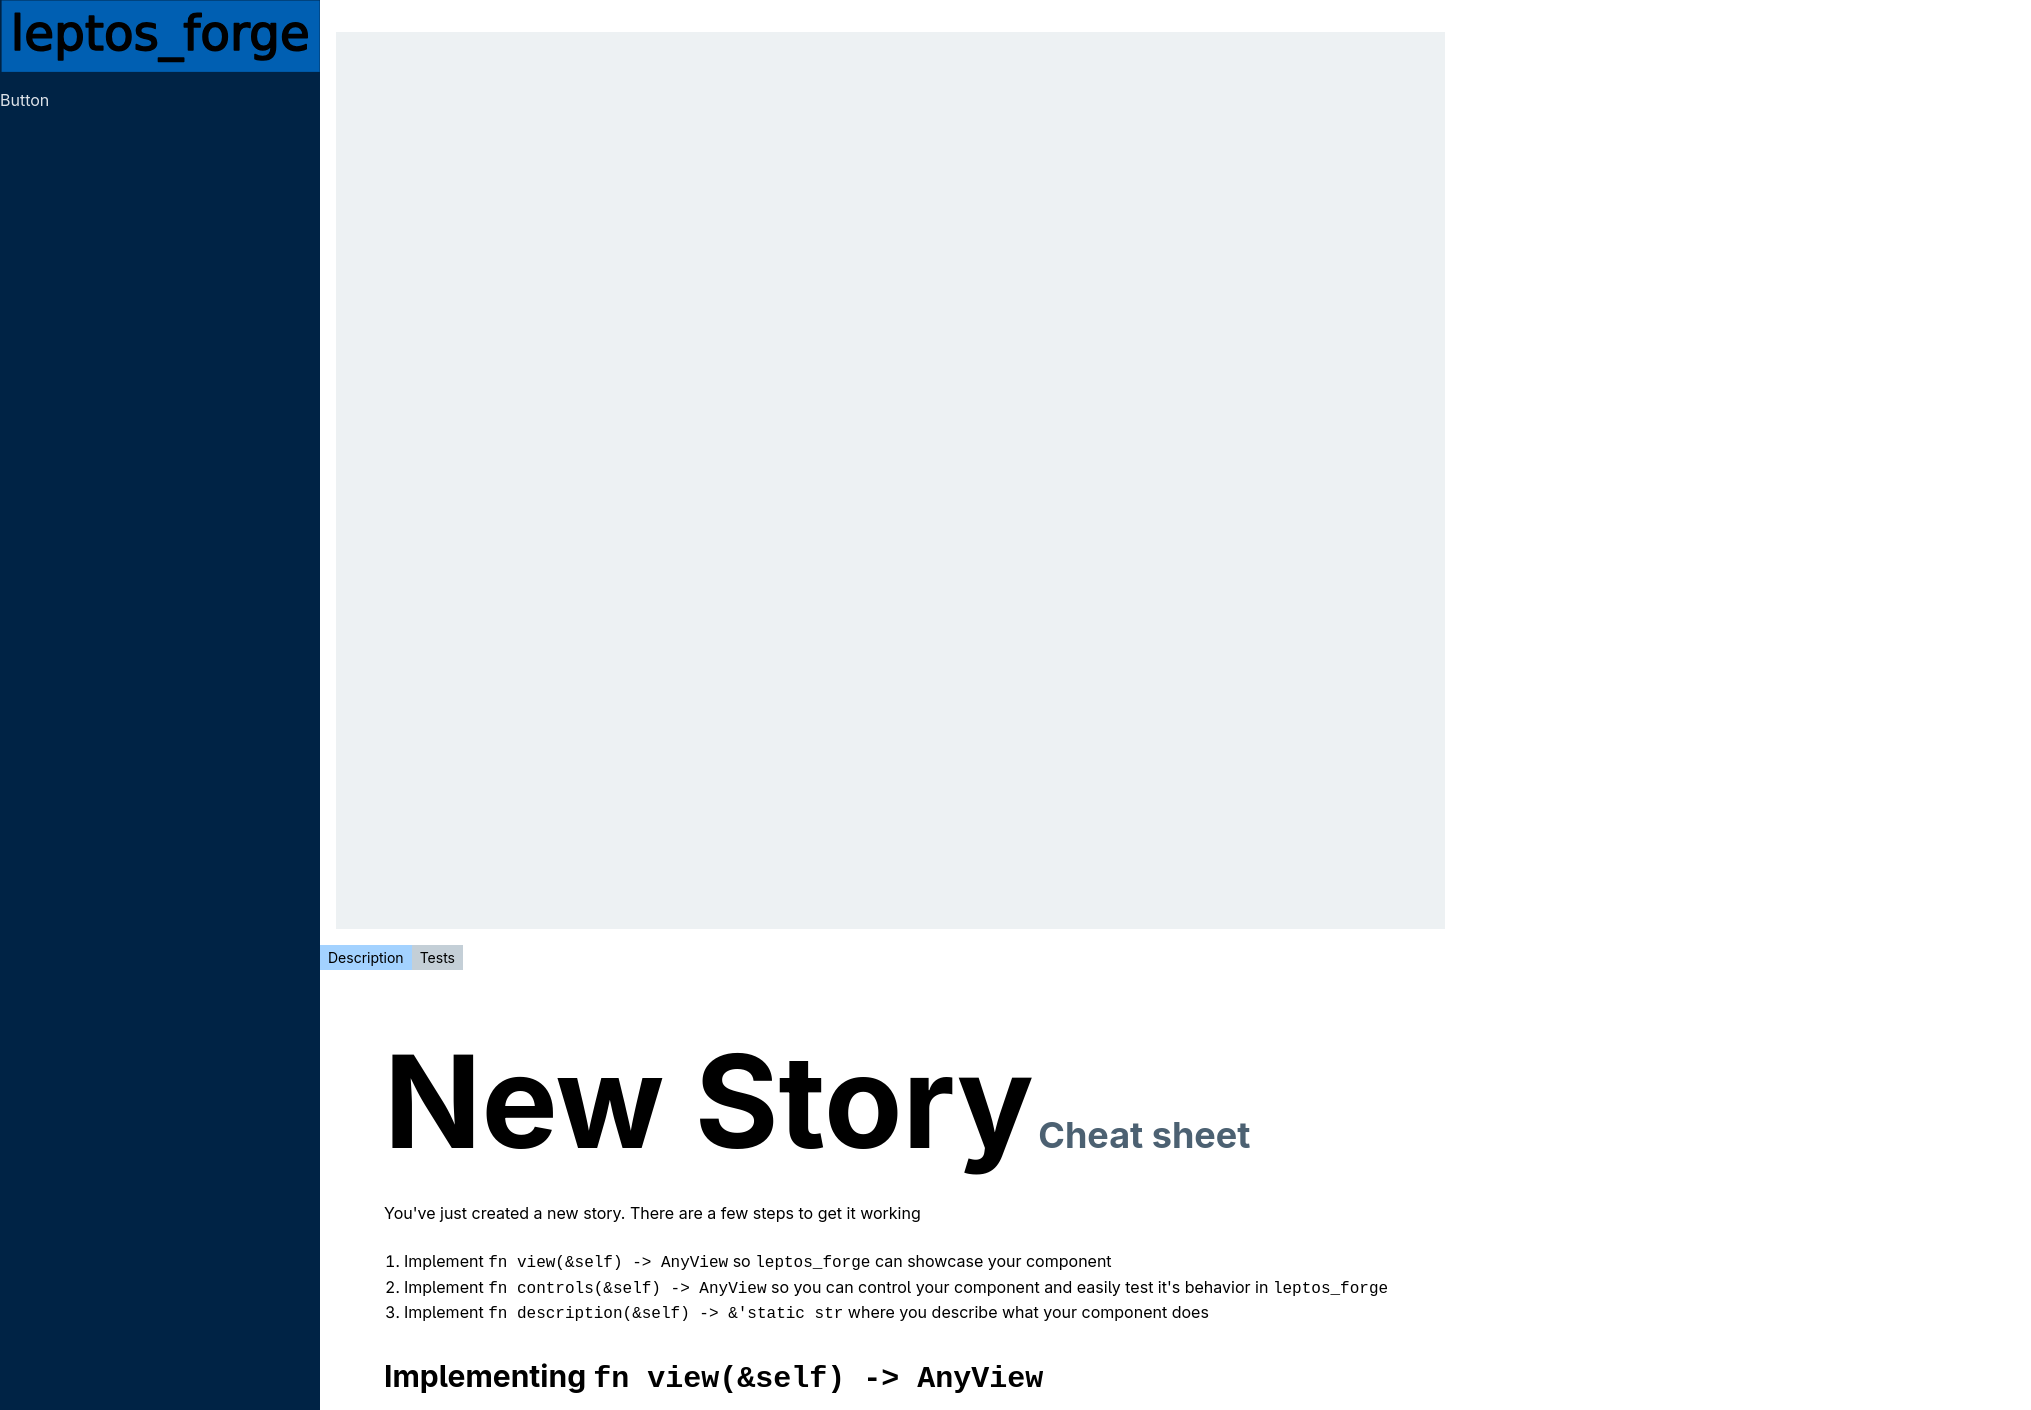 leptos_forge
Button
Description Tests
New Story Cheat sheet
You've just created a new story. There are a few steps to get it working
1. Implement fn view(&self) -> AnyView so leptos_forge can showcase your component
2. Implement fn controls(&self) -> AnyView so you can control your component and easily test it's behavior in leptos_forge
3. Implement fn description(&self) -> &'static str where you describe what your component does
Implementing fn view(&self) -> AnyView